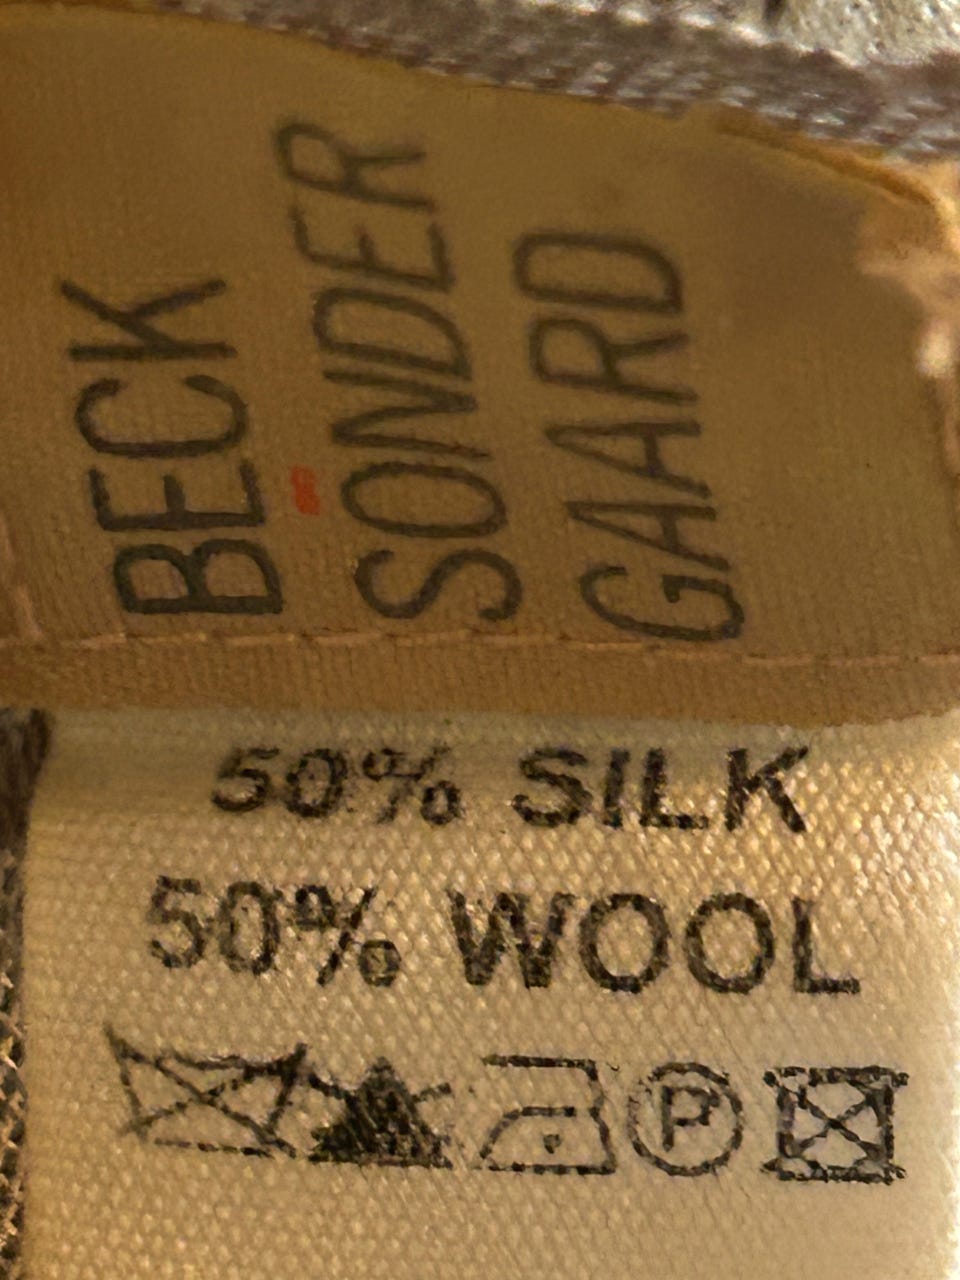 BECK
SONDER
GAARD
50% SILK
50% WOOL
P